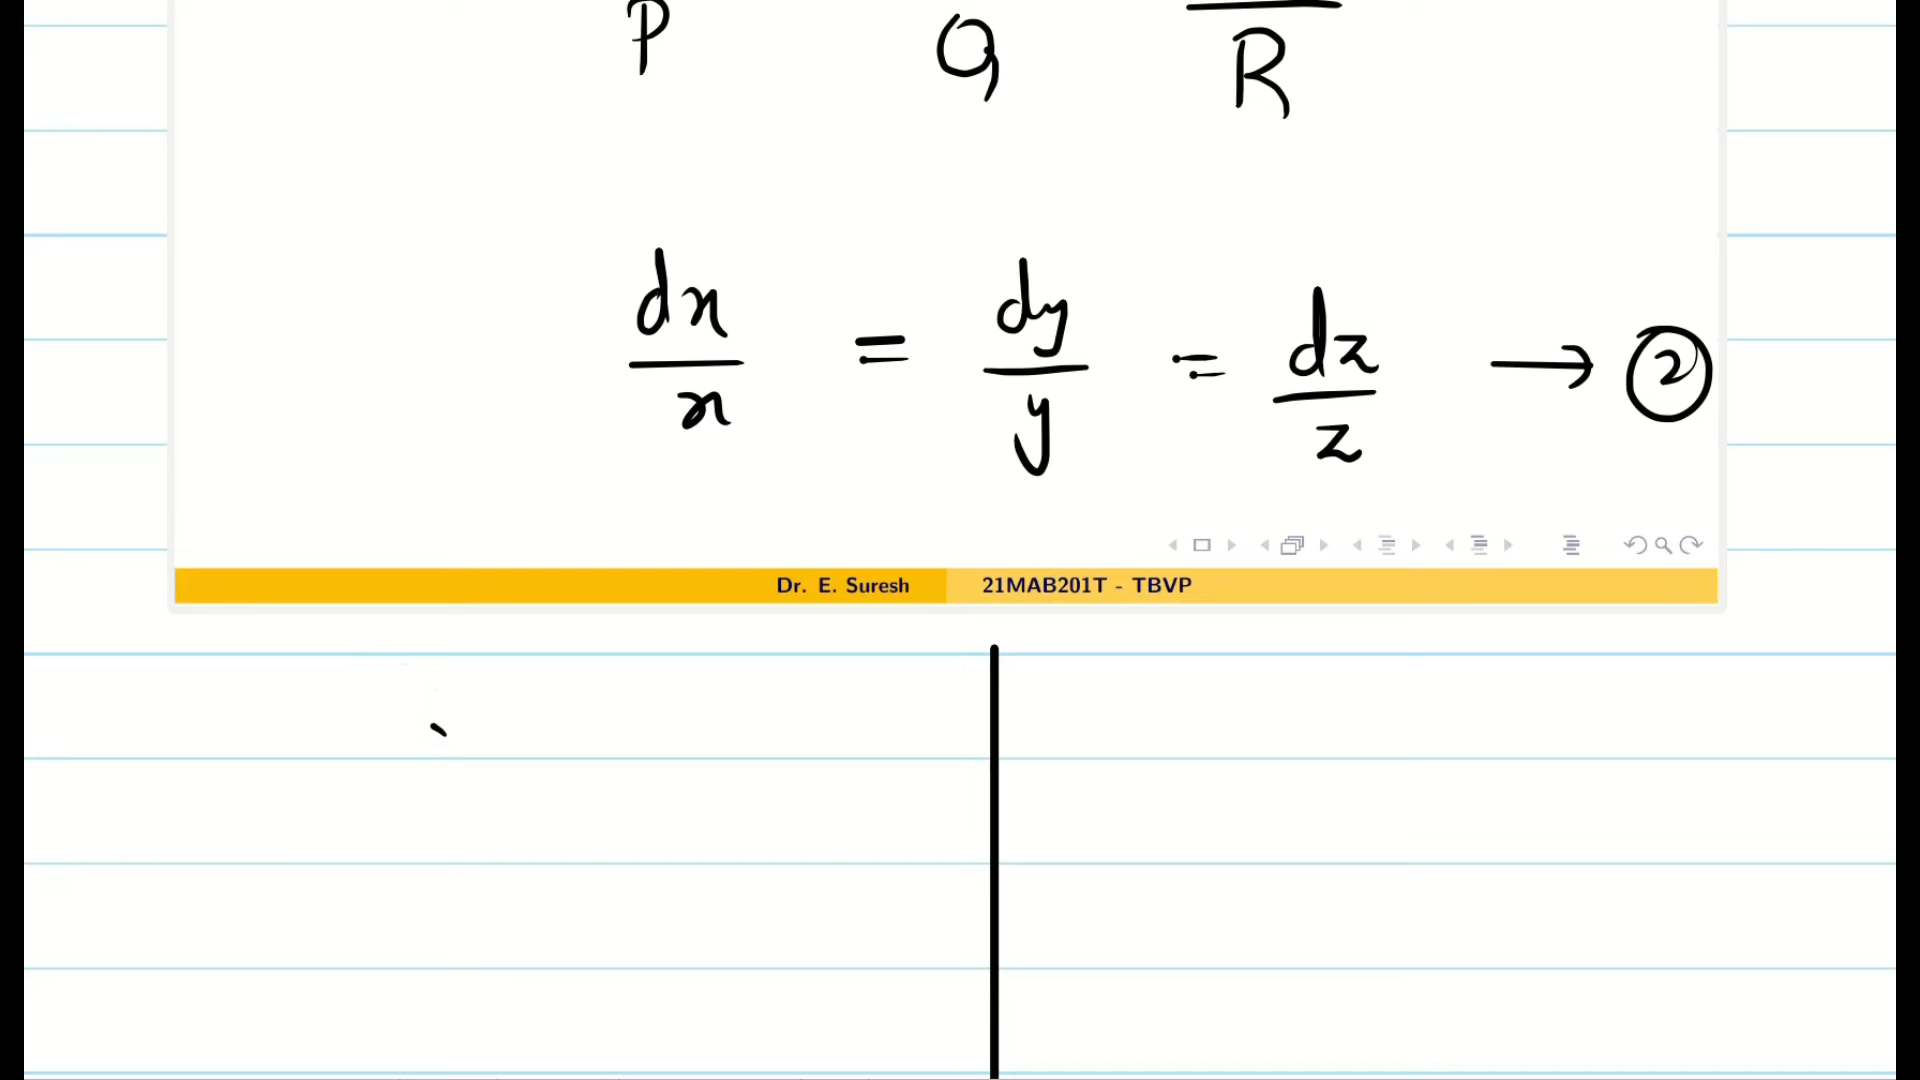 P Q R
dx/x = dy/y = dz/z → ②
Dr. E. Suresh 21MAB201T - TBVP